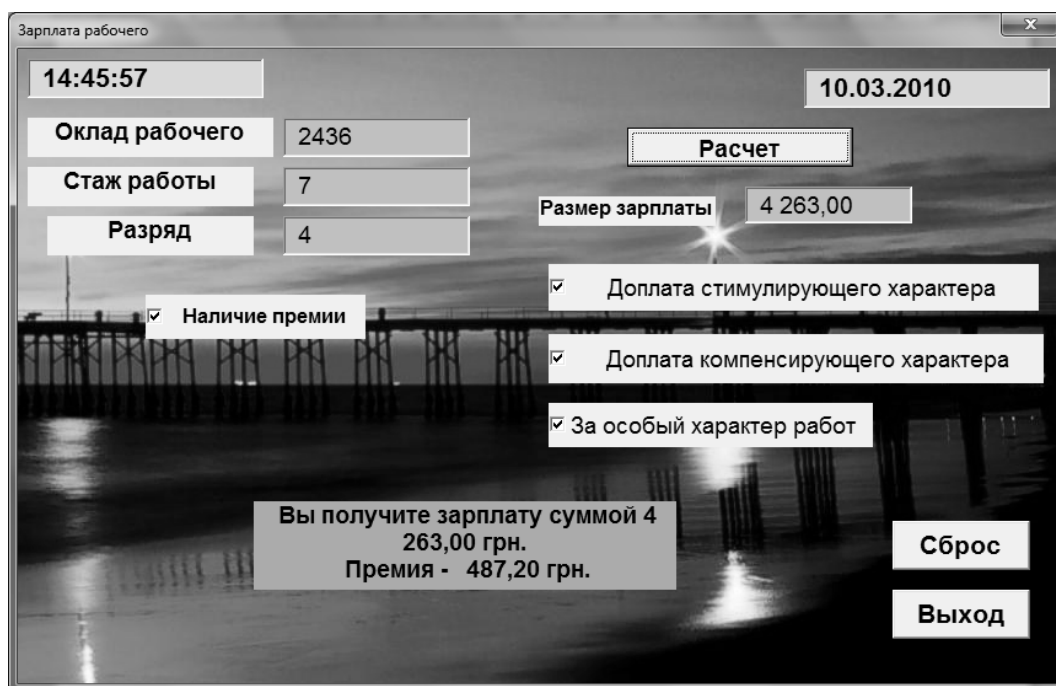 Зарплата рабочего
14:45:57
10.03.2010
Оклад рабочего
2436
Расчет
Стаж работы
7
Размер зарплаты
4 263,00
Разряд
4
Доплата стимулирующего характера
Наличие премии
Доплата компенсирующего характера
За особый характер работ
Вы получите зарплату суммой 4
263,00 грн.
Премия - 487,20 грн.
Сброс
Выход